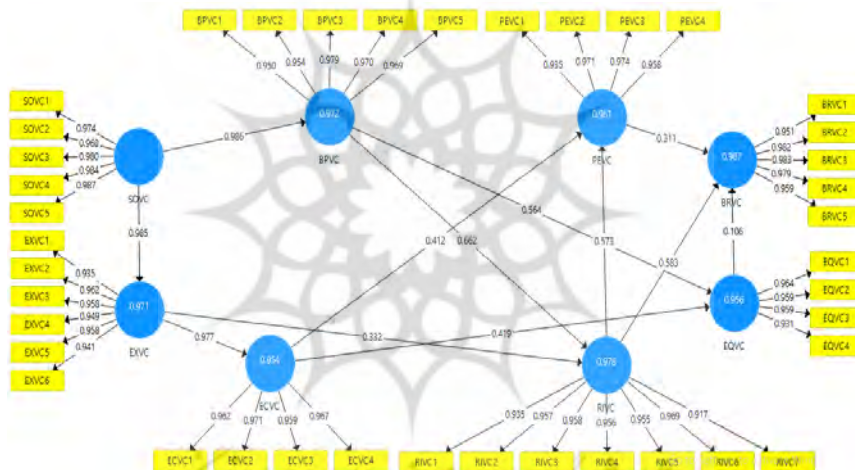 BPVC1 BPVC2 BPVC3 BPVC4 BPVC5 PEVC1 PEVC2 PEVC3 PEVC4
0.950 0.954 0.979 0.970 0.969 0.935 0.971 0.974 0.958
SOVC1 SOVC2 SOVC3 SOVC4 SOVC5
0.974 0.968 0.980 0.984 0.987
SOVC
0.986
0.972
BPVC
0.961
PEVC
0.311
BRVC1 BRVC2 BRVC3 BRVC4 BRVC5
0.951 0.982 0.983 0.979 0.959
0.987
BRVC
0.985
0.412
0.662
0.564
0.573
0.583
0.106
EXVC1 EXVC2 EXVC3 EXVC4 EXVC5 EXVC6
0.935 0.962 0.958 0.949 0.958 0.941
0.971
EXVC
0.977
0.332
0.419
EQVC1 EQVC2 EQVC3 EQVC4
0.964 0.959 0.959 0.931
0.956
EQVC
ECVC
0.978
RIVC
0.962 0.971 0.959 0.967
ECVC1 ECVC2 ECVC3 ECVC4
0.957 0.958 0.956 0.955 0.969 0.917
RIVC1 RIVC2 RIVC3 RIVC4 RIVC5 RIVC6 RIVC7